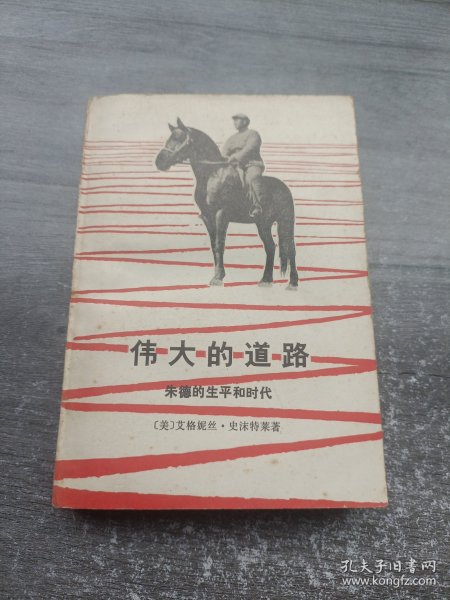 伟大的道路
朱德的生平和时代
〔美〕艾格妮丝·史沫特莱著
孔夫子旧书网
www.kongfz.com